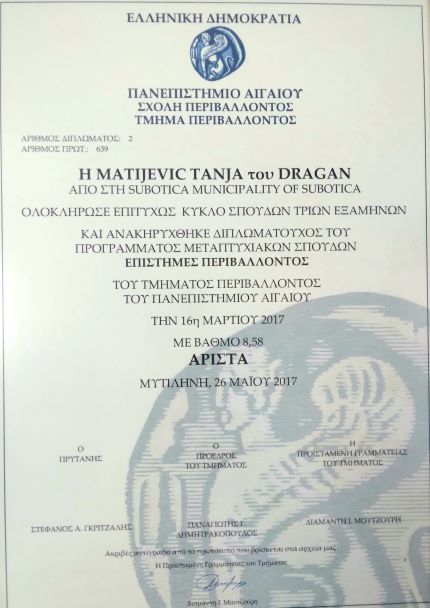 ΕΛΛΗΝΙΚΗ ΔΗΜΟΚΡΑΤΙΑ
ΠΑΝΕΠΙΣΤΗΜΙΟ ΑΙΓΑΙΟΥ
ΣΧΟΛΗ ΠΕΡΙΒΑΛΛΟΝΤΟΣ
ΤΜΗΜΑ ΠΕΡΙΒΑΛΛΟΝΤΟΣ
ΑΡΙΘΜΟΣ ΔΙΠΛΩΜΑΤΟΣ: 2
ΑΡΙΘΜΟΣ ΠΡΩΤ.: 639
Η MATIJEVIC TANJA του DRAGAN
ΑΠΟ ΣΤΗ SUBOTICA MUNICIPALITY OF SUBOTICA
ΟΛΟΚΛΗΡΩΣΕ ΕΠΙΤΥΧΩΣ ΚΥΚΛΟ ΣΠΟΥΔΩΝ ΤΡΙΩΝ ΕΞΑΜΗΝΩΝ
ΚΑΙ ΑΝΑΚΗΡΥΧΘΗΚΕ ΔΙΠΛΩΜΑΤΟΥΧΟΣ ΤΟΥ
ΠΡΟΓΡΑΜΜΑΤΟΣ ΜΕΤΑΠΤΥΧΙΑΚΩΝ ΣΠΟΥΔΩΝ
ΕΠΙΣΤΗΜΕΣ ΠΕΡΙΒΑΛΛΟΝΤΟΣ
ΤΟΥ ΤΜΗΜΑΤΟΣ ΠΕΡΙΒΑΛΛΟΝΤΟΣ
ΤΟΥ ΠΑΝΕΠΙΣΤΗΜΙΟΥ ΑΙΓΑΙΟΥ
ΤΗΝ 16η ΜΑΡΤΙΟΥ 2017
ΜΕ ΒΑΘΜΟ 8,58
ΑΡΙΣΤΑ
ΜΥΤΙΛΗΝΗ, 26 ΜΑΪΟΥ 2017
Ο
ΠΡΥΤΑΝΗΣ
Ο
ΠΡΟΕΔΡΟΣ
ΤΟΥ ΤΜΗΜΑΤΟΣ
Η
ΠΡΟΪΣΤΑΜΕΝΗ ΓΡΑΜΜΑΤΕΙΑΣ
ΤΟΥ ΤΜΗΜΑΤΟΣ
ΣΤΕΦΑΝΟΣ Α. ΓΚΡΙΤΖΑΛΗΣ
ΠΑΝΑΓΙΩΤΗΣ Γ.
ΔΗΜΗΤΡΑΚΟΠΟΥΛΟΣ
ΔΙΑΜΑΝΤΗ Ι. ΜΟΥΤΖΟΥΡΗ
Ακριβές αντίγραφο από το πρωτότυπο που βρίσκεται στα αρχεία μας
Η Προϊσταμένη Γραμματείας του Τμήματος
Διαμάντη Ι. Μουτζούρη